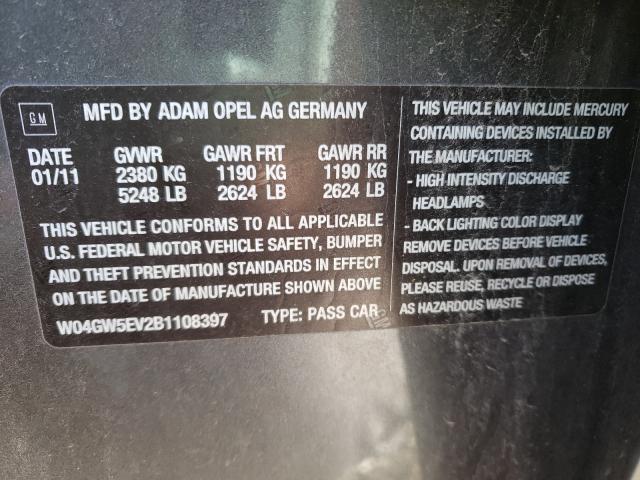 GM
MFD BY ADAM OPEL AG GERMANY
DATE GVWR GAWR FRT GAWR RR
01/11 2380 KG 1190 KG 1190 KG
5248 LB 2624 LB 2624 LB
THIS VEHICLE CONFORMS TO ALL APPLICABLE
U.S. FEDERAL MOTOR VEHICLE SAFETY, BUMPER
AND THEFT PREVENTION STANDARDS IN EFFECT
ON THE DATE OF MANUFACTURE SHOWN ABOVE
W04GW5EV2B1108397 TYPE: PASS CAR
THIS VEHICLE MAY INCLUDE MERCURY
CONTAINING DEVICES INSTALLED BY
THE MANUFACTURER:
- HIGH INTENSITY DISCHARGE
HEADLAMPS
- BACK LIGHTING COLOR DISPLAY
REMOVE DEVICES BEFORE VEHICLE
DISPOSAL. UPON REMOVAL OF DEVICES,
PLEASE REUSE, RECYCLE OR DISPOSE
AS HAZARDOUS WASTE